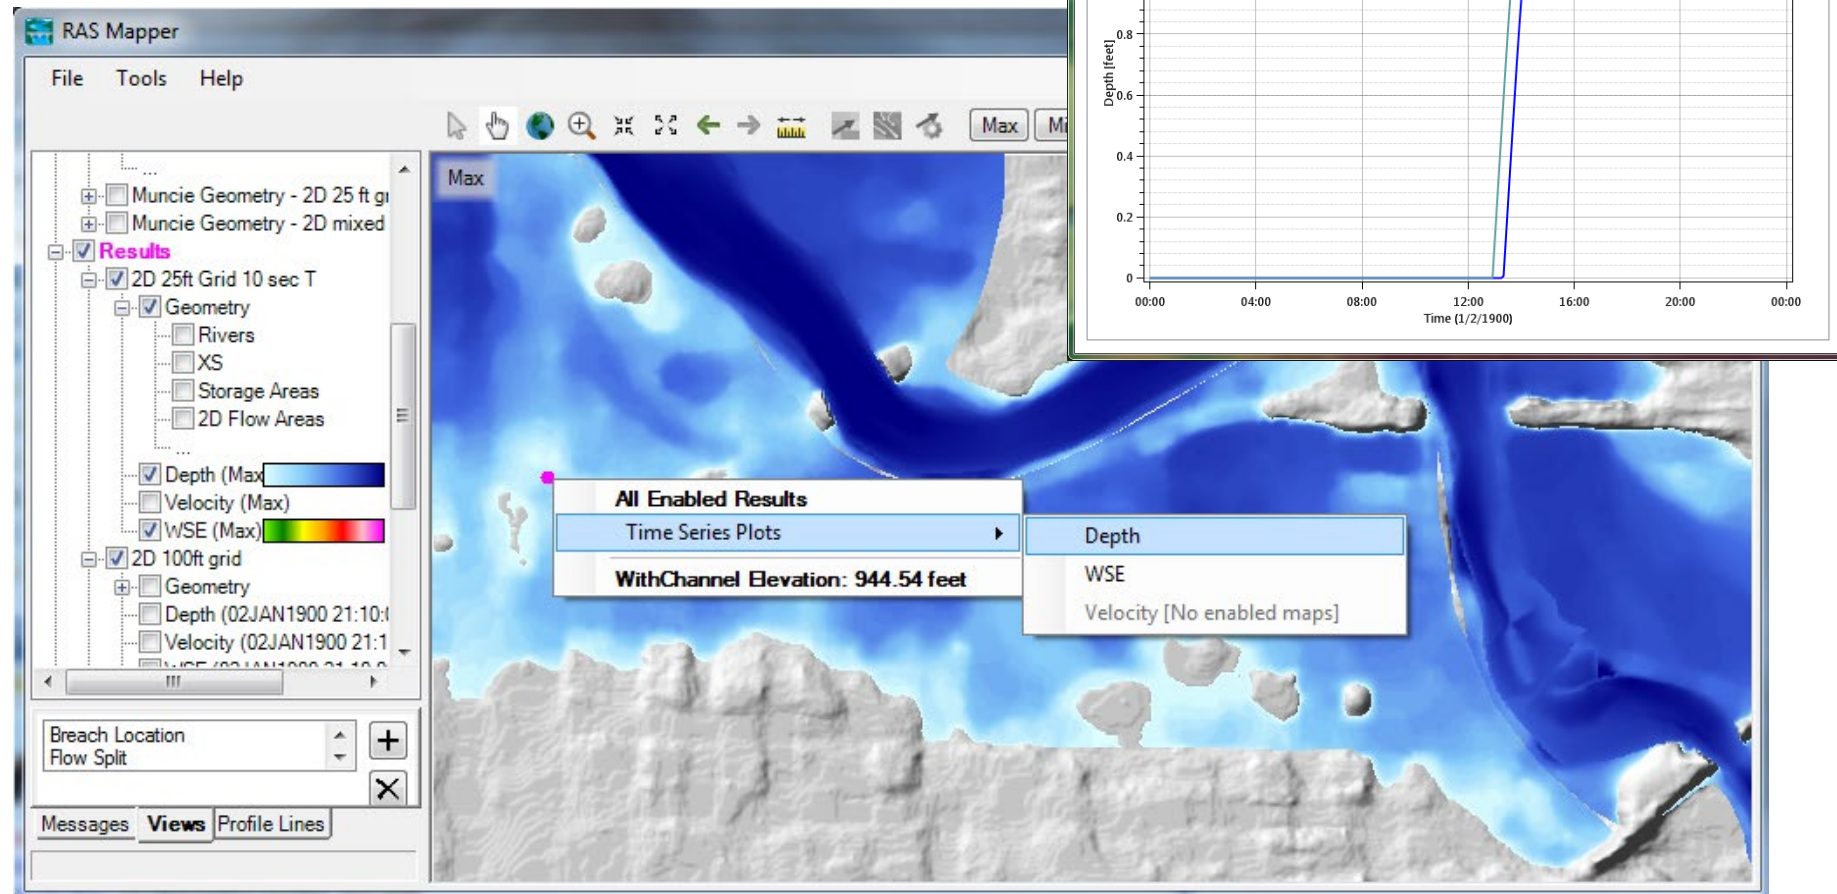 RAS Mapper
File Tools Help
Max
Max
...
Muncie Geometry - 2D 25 ft
Muncie Geometry - 2D mixed
Results
2D 25ft Grid 10 sec T
Geometry
Rivers
XS
Storage Areas
2D Flow Areas
...
Depth (Max
Velocity (Max)
WSE (Max)
2D 100ft grid
Geometry
Depth (02JAN1900 21:10:
Velocity (02JAN1900 21:1
Breach Location
Flow Split
Messages Views Profile Lines
All Enabled Results
Time Series Plots
WithChannel Elevation: 944.54 feet
Depth
WSE
Velocity [No enabled maps]
Depth [feet]
0.8
0.6
0.4
0.2
0
00:00 04:00 08:00 12:00 16:00 20:00 00:00
Time (1/2/1900)